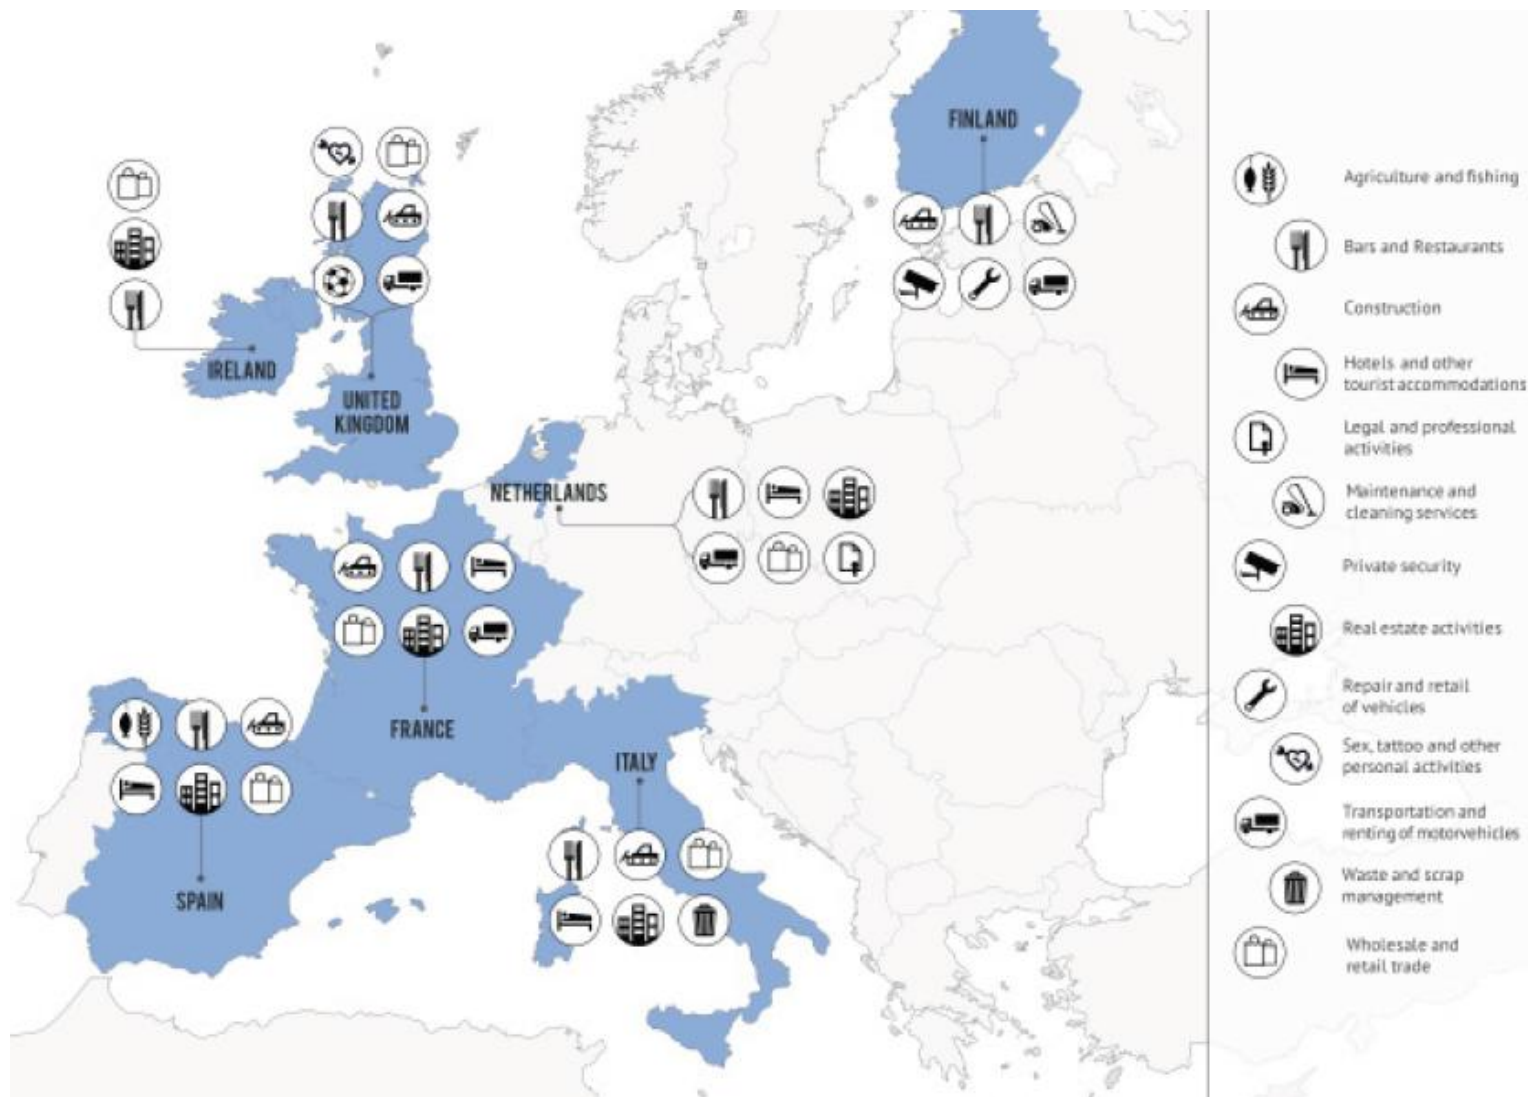 FINLAND
IRELAND
UNITED
KINGDOM
NETHERLANDS
FRANCE
ITALY
SPAIN
Agriculture and fishing
Bars and Restaurants
Construction
Hotels and other
tourist accommodations
Legal and professional
activities
Maintenance and
cleaning services
Private security
Real estate activities
Repair and retail
of vehicles
Sex, tattoo and other
personal activities
Transportation and
renting of motorvehicles
Waste and scrap
management
Wholesale and
retail trade